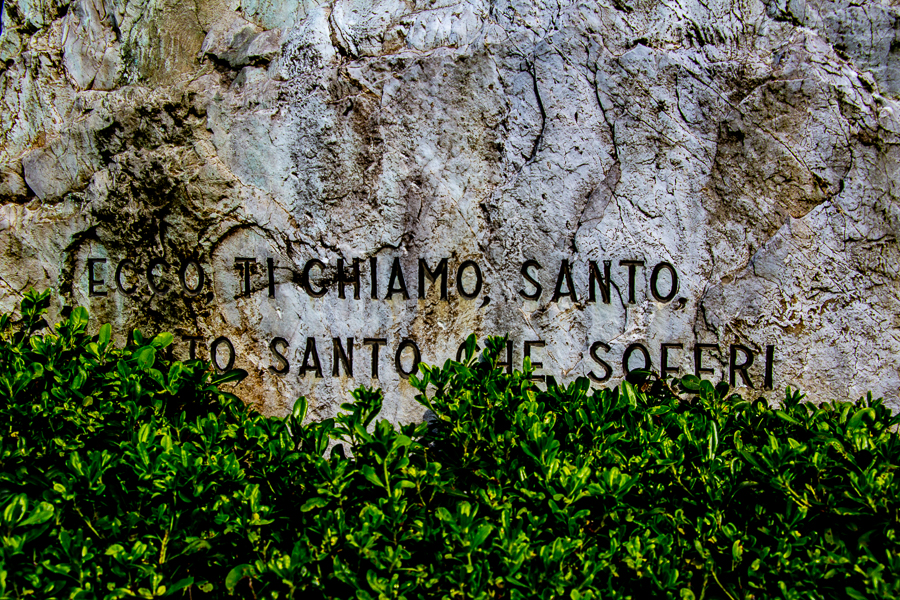 ECCO TI CHIAMO, SANTO,
SANTO CHE SOFFRI